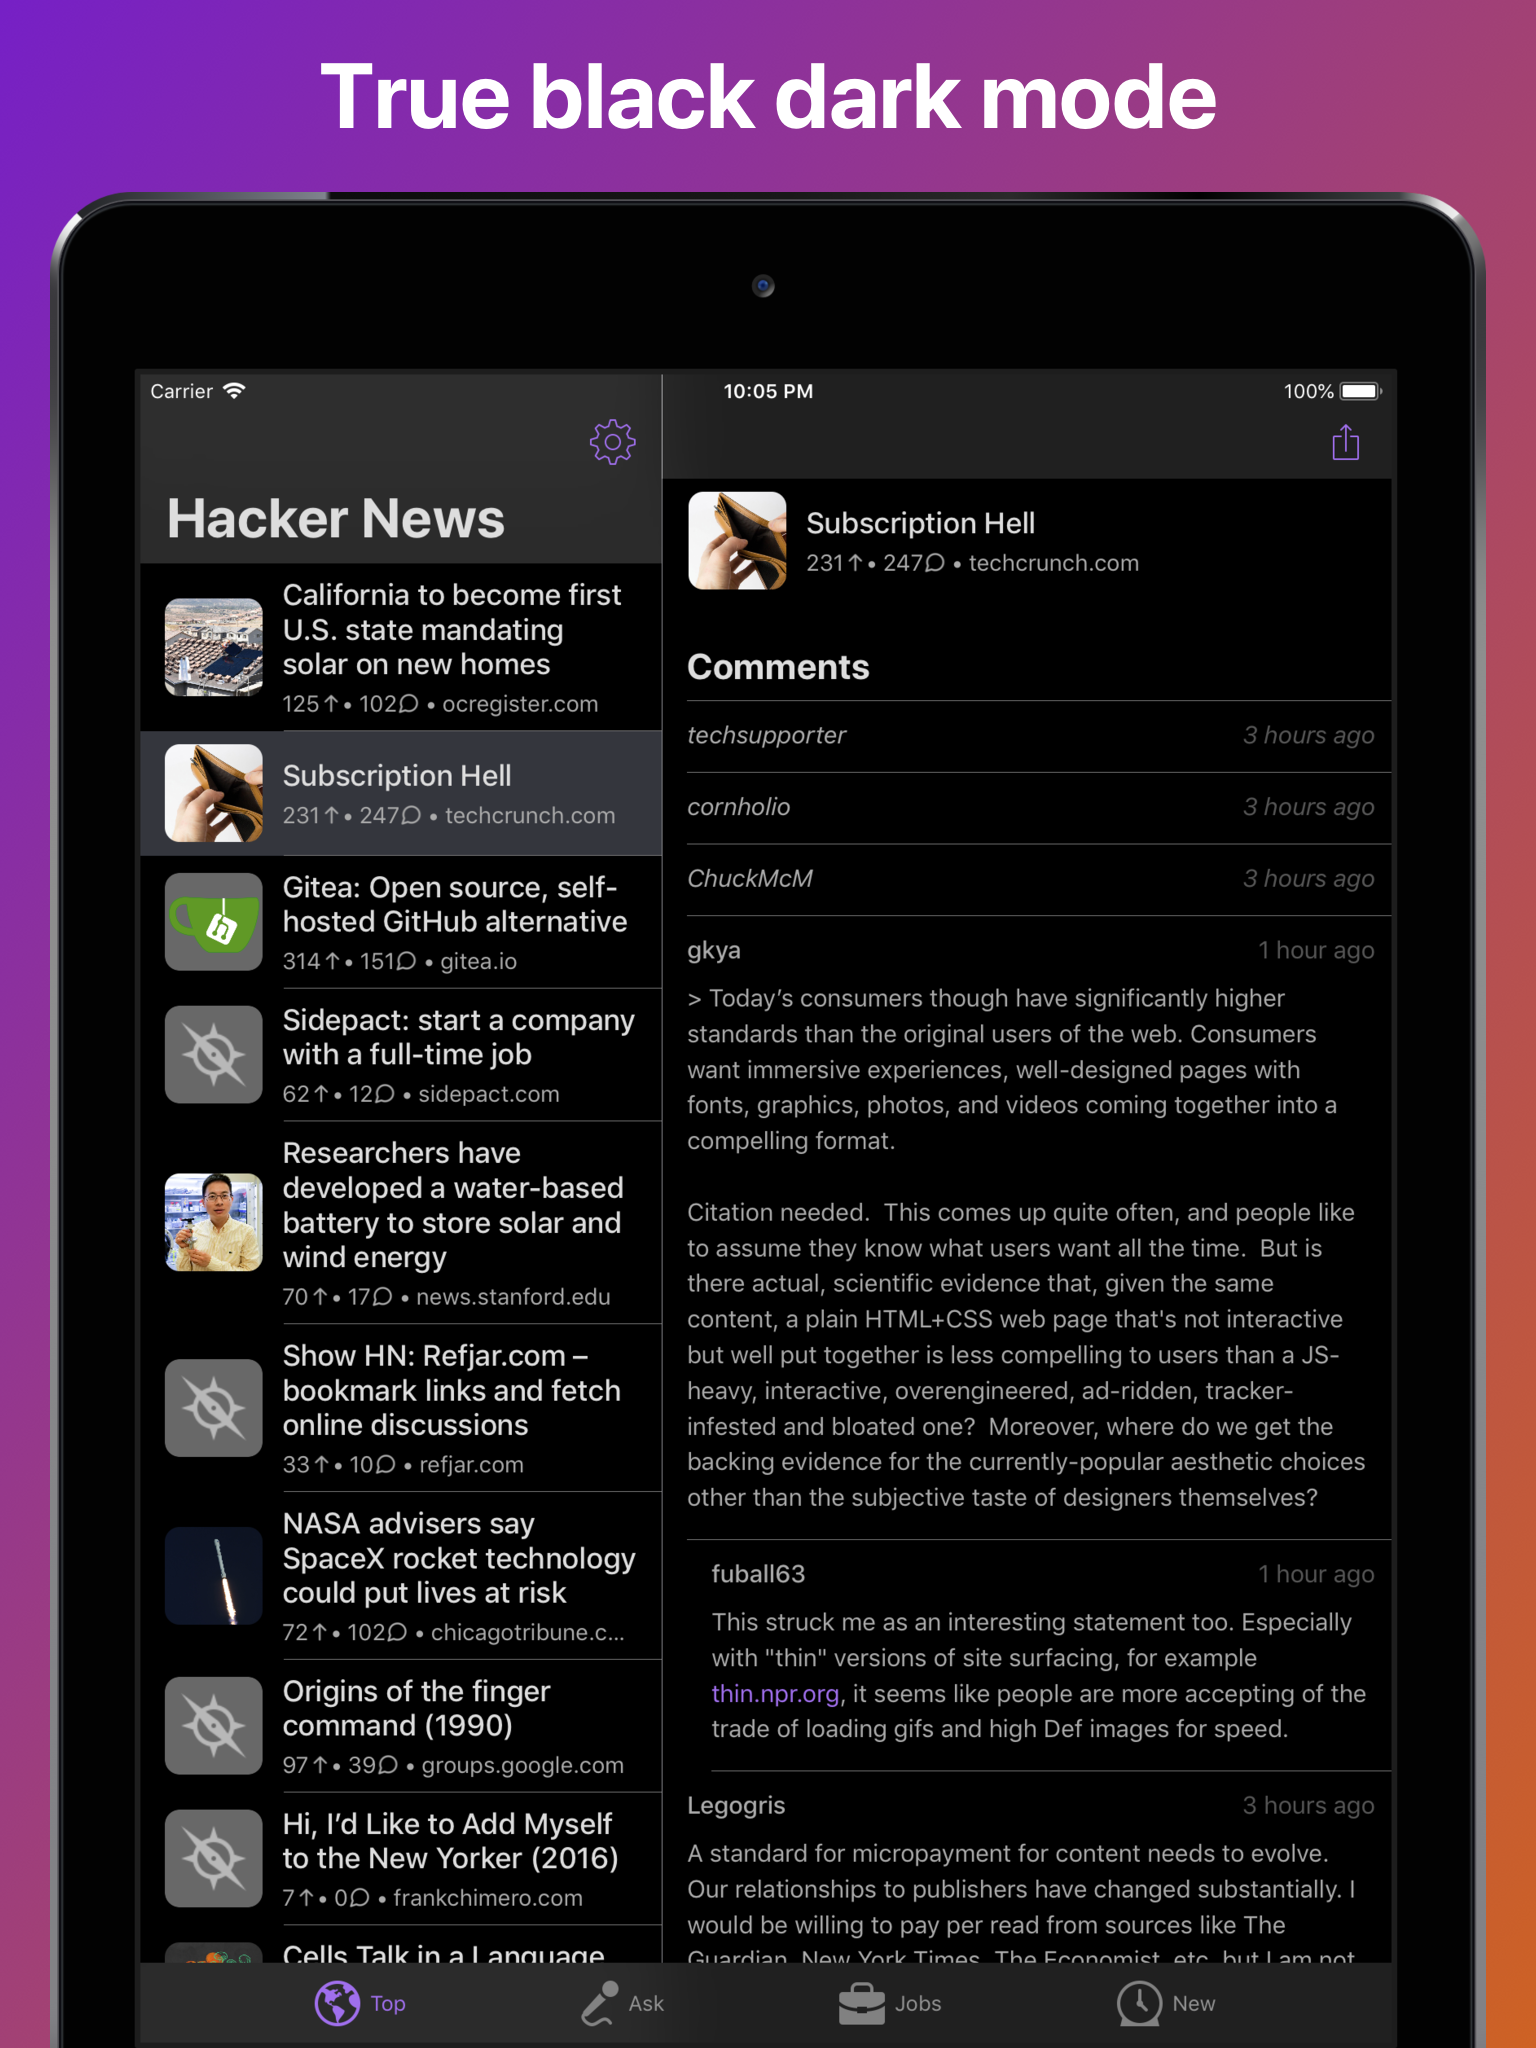 True black dark mode
Carrier
10:05 PM
100%
Hacker News
California to become first
U.S. state mandating
solar on new homes
125↑ • 102 • ocregister.com
Subscription Hell
231↑ • 247 • techcrunch.com
Gitea: Open source, self-
hosted GitHub alternative
314↑ • 151 • gitea.io
Sidepact: start a company
with a full-time job
62↑ • 12 • sidepact.com
Researchers have
developed a water-based
battery to store solar and
wind energy
70↑ • 17 • news.stanford.edu
Show HN: Refjar.com –
bookmark links and fetch
online discussions
33↑ • 10 • refjar.com
NASA advisers say
SpaceX rocket technology
could put lives at risk
72↑ • 102 • chicagotribune.c...
Origins of the finger
command (1990)
97↑ • 39 • groups.google.com
Hi, I’d Like to Add Myself
to the New Yorker (2016)
7↑ • 0 • frankchimero.com
Cells Talk in a Language
Subscription Hell
231↑ • 247 • techcrunch.com
Comments
techsupporter 3 hours ago
cornholio 3 hours ago
ChuckMcM 3 hours ago
gkya 1 hour ago
> Today’s consumers though have significantly higher
standards than the original users of the web. Consumers
want immersive experiences, well-designed pages with
fonts, graphics, photos, and videos coming together into a
compelling format.
Citation needed.  This comes up quite often, and people like
to assume they know what users want all the time.  But is
there actual, scientific evidence that, given the same
content, a plain HTML+CSS web page that's not interactive
but well put together is less compelling to users than a JS-
heavy, interactive, overengineered, ad-ridden, tracker-
infested and bloated one?  Moreover, where do we get the
backing evidence for the currently-popular aesthetic choices
other than the subjective taste of designers themselves?
fuball63 1 hour ago
This struck me as an interesting statement too. Especially
with "thin" versions of site surfacing, for example
thin.npr.org, it seems like people are more accepting of the
trade of loading gifs and high Def images for speed.
Legogris 3 hours ago
A standard for micropayment for content needs to evolve.
Our relationships to publishers have changed substantially. I
would be willing to pay per read from sources like The
Guardian, New York Times, The Economist, etc, but I am not
Top
Ask
Jobs
New